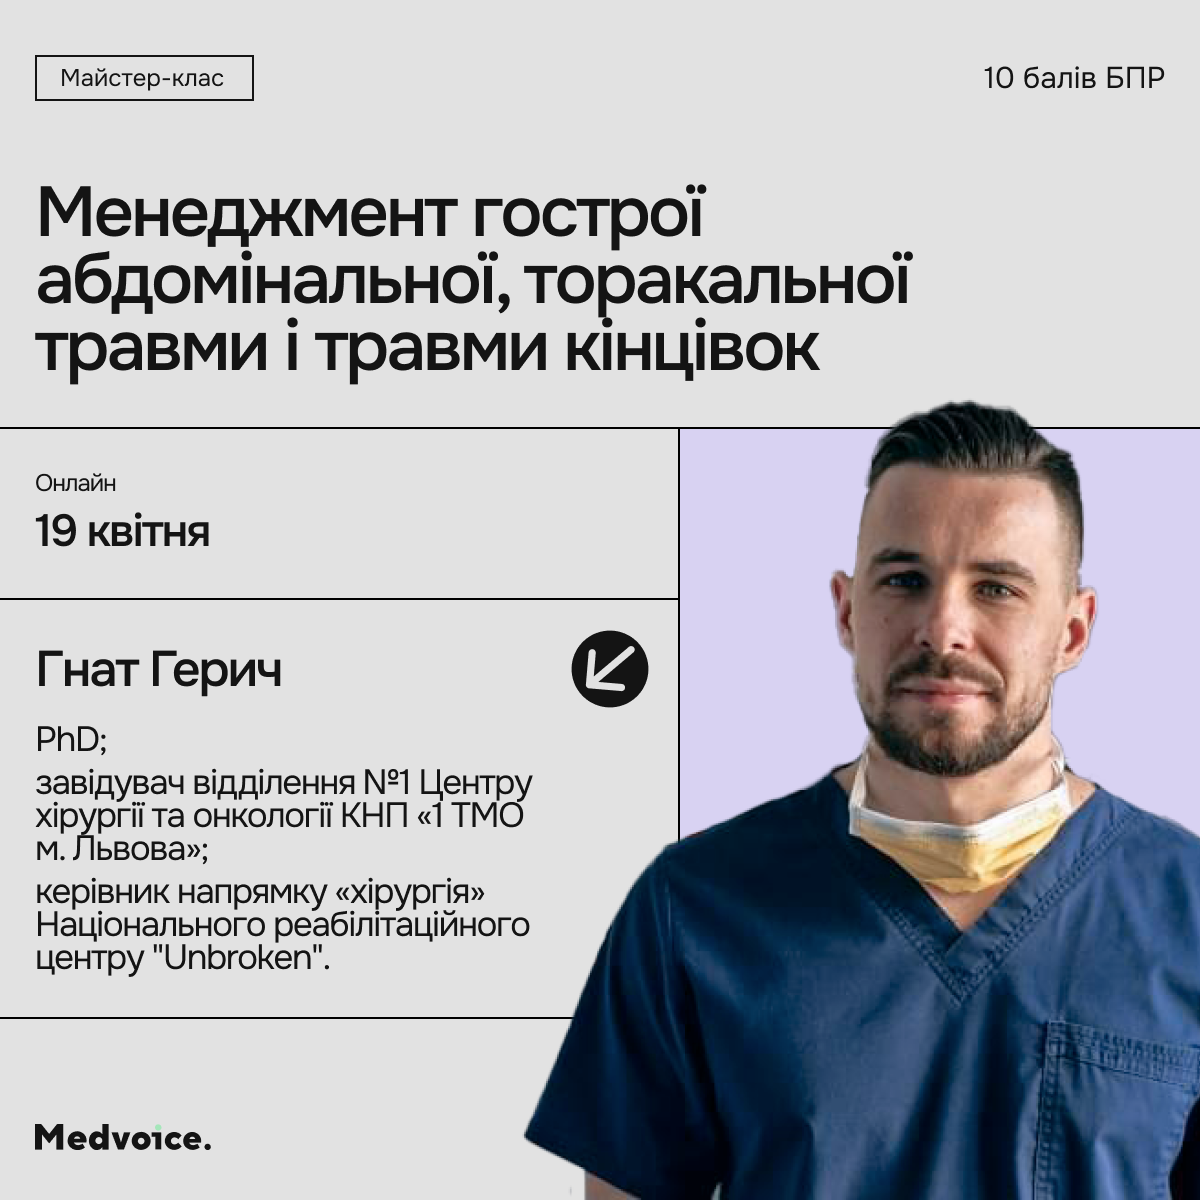 Майстер-клас
10 балів БПР
Менеджмент гострої
абдомінальної, торакальної
травми і травми кінцівок
Онлайн
19 квітня
Гнат Герич
PhD;
завідувач відділення №1 Центру
хірургії та онкології КНП «1 ТМО
м. Львова»;
керівник напрямку «хірургія»
Національного реабілітаційного
центру "Unbroken".
Medvoice.